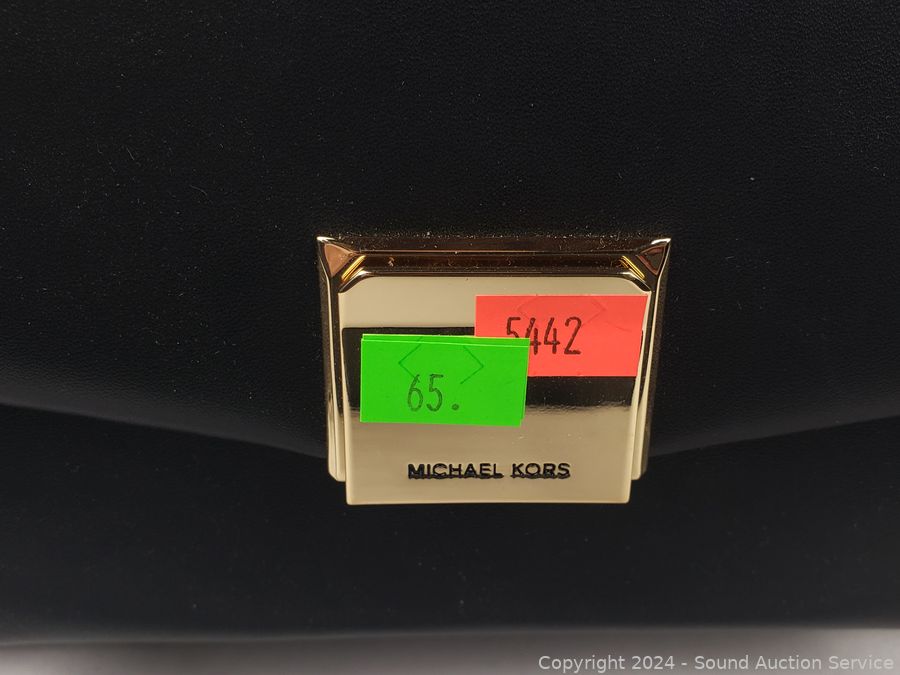 5442
65.
MICHAEL KORS
Copyright 2024 - Sound Auction Service